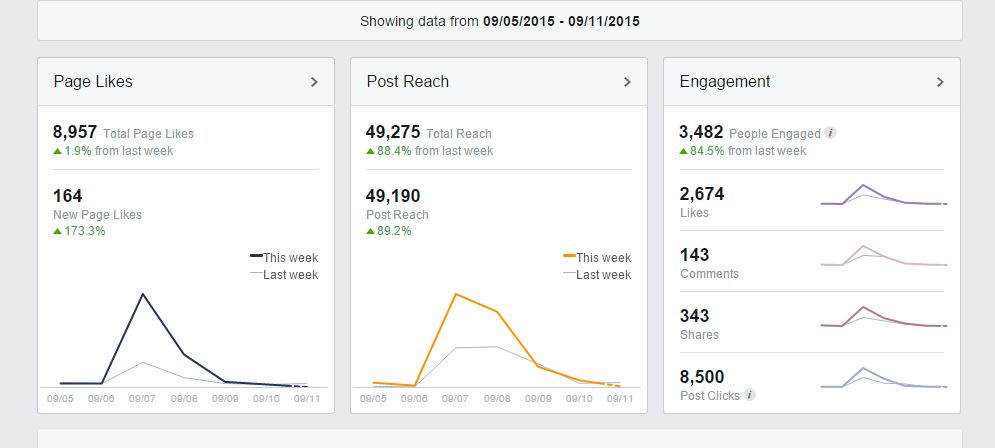 Showing data from 09/05/2015 - 09/11/2015
Page Likes
8,957 Total Page Likes
1.9% from last week
164
New Page Likes
173.3%
This week
Last week
09/05 09/06 09/07 09/08 09/09 09/10 09/11
Post Reach
49,275 Total Reach
88.4% from last week
49,190
Post Reach
89.2%
This week
Last week
09/05 09/06 09/07 09/08 09/09 09/10 09/11
Engagement
3,482 People Engaged i
84.5% from last week
2,674
Likes
143
Comments
343
Shares
8,500
Post Clicks i